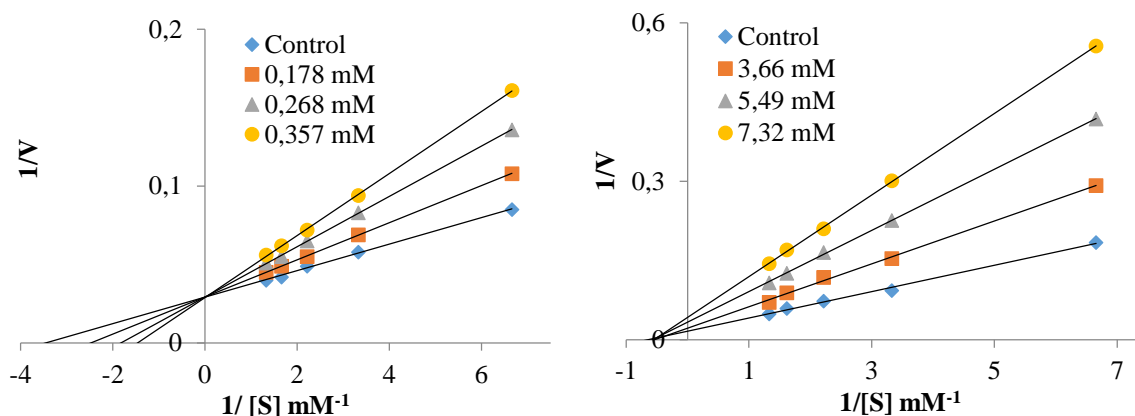 0,2
0,1
0
-4
-2
0
2
4
6
1/V
1/ [S] mM-1
Control
0,178 mM
0,268 mM
0,357 mM
0,6
0,3
0
-1
1
3
5
7
1/V
1/[S] mM-1
Control
3,66 mM
5,49 mM
7,32 mM